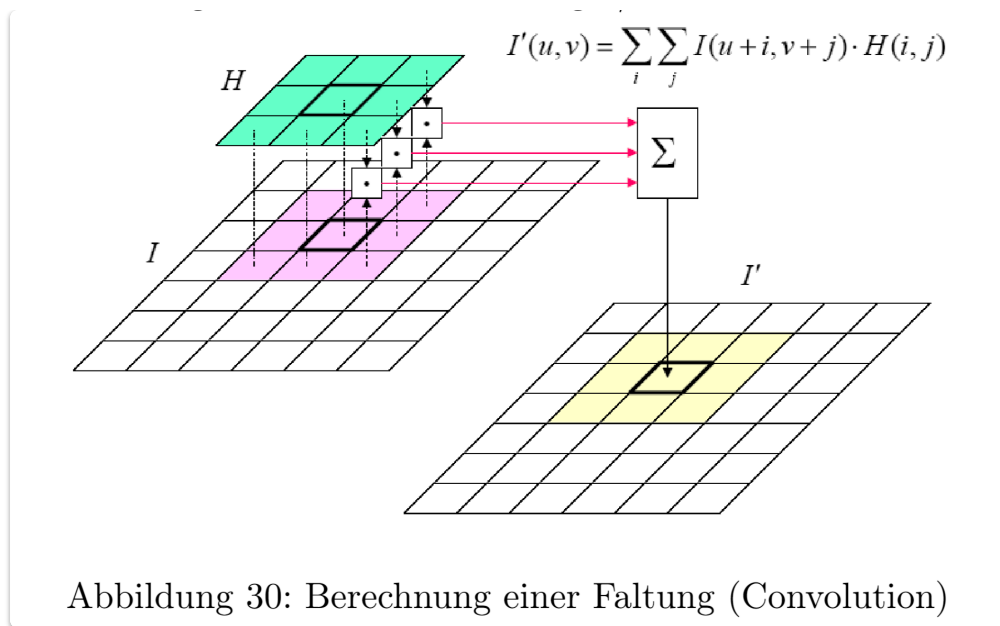 I'(u,v) = ∑_i ∑_j I(u+i,v+j)·H(i,j)
H
∑
I
I'
Abbildung 30: Berechnung einer Faltung (Convolution)